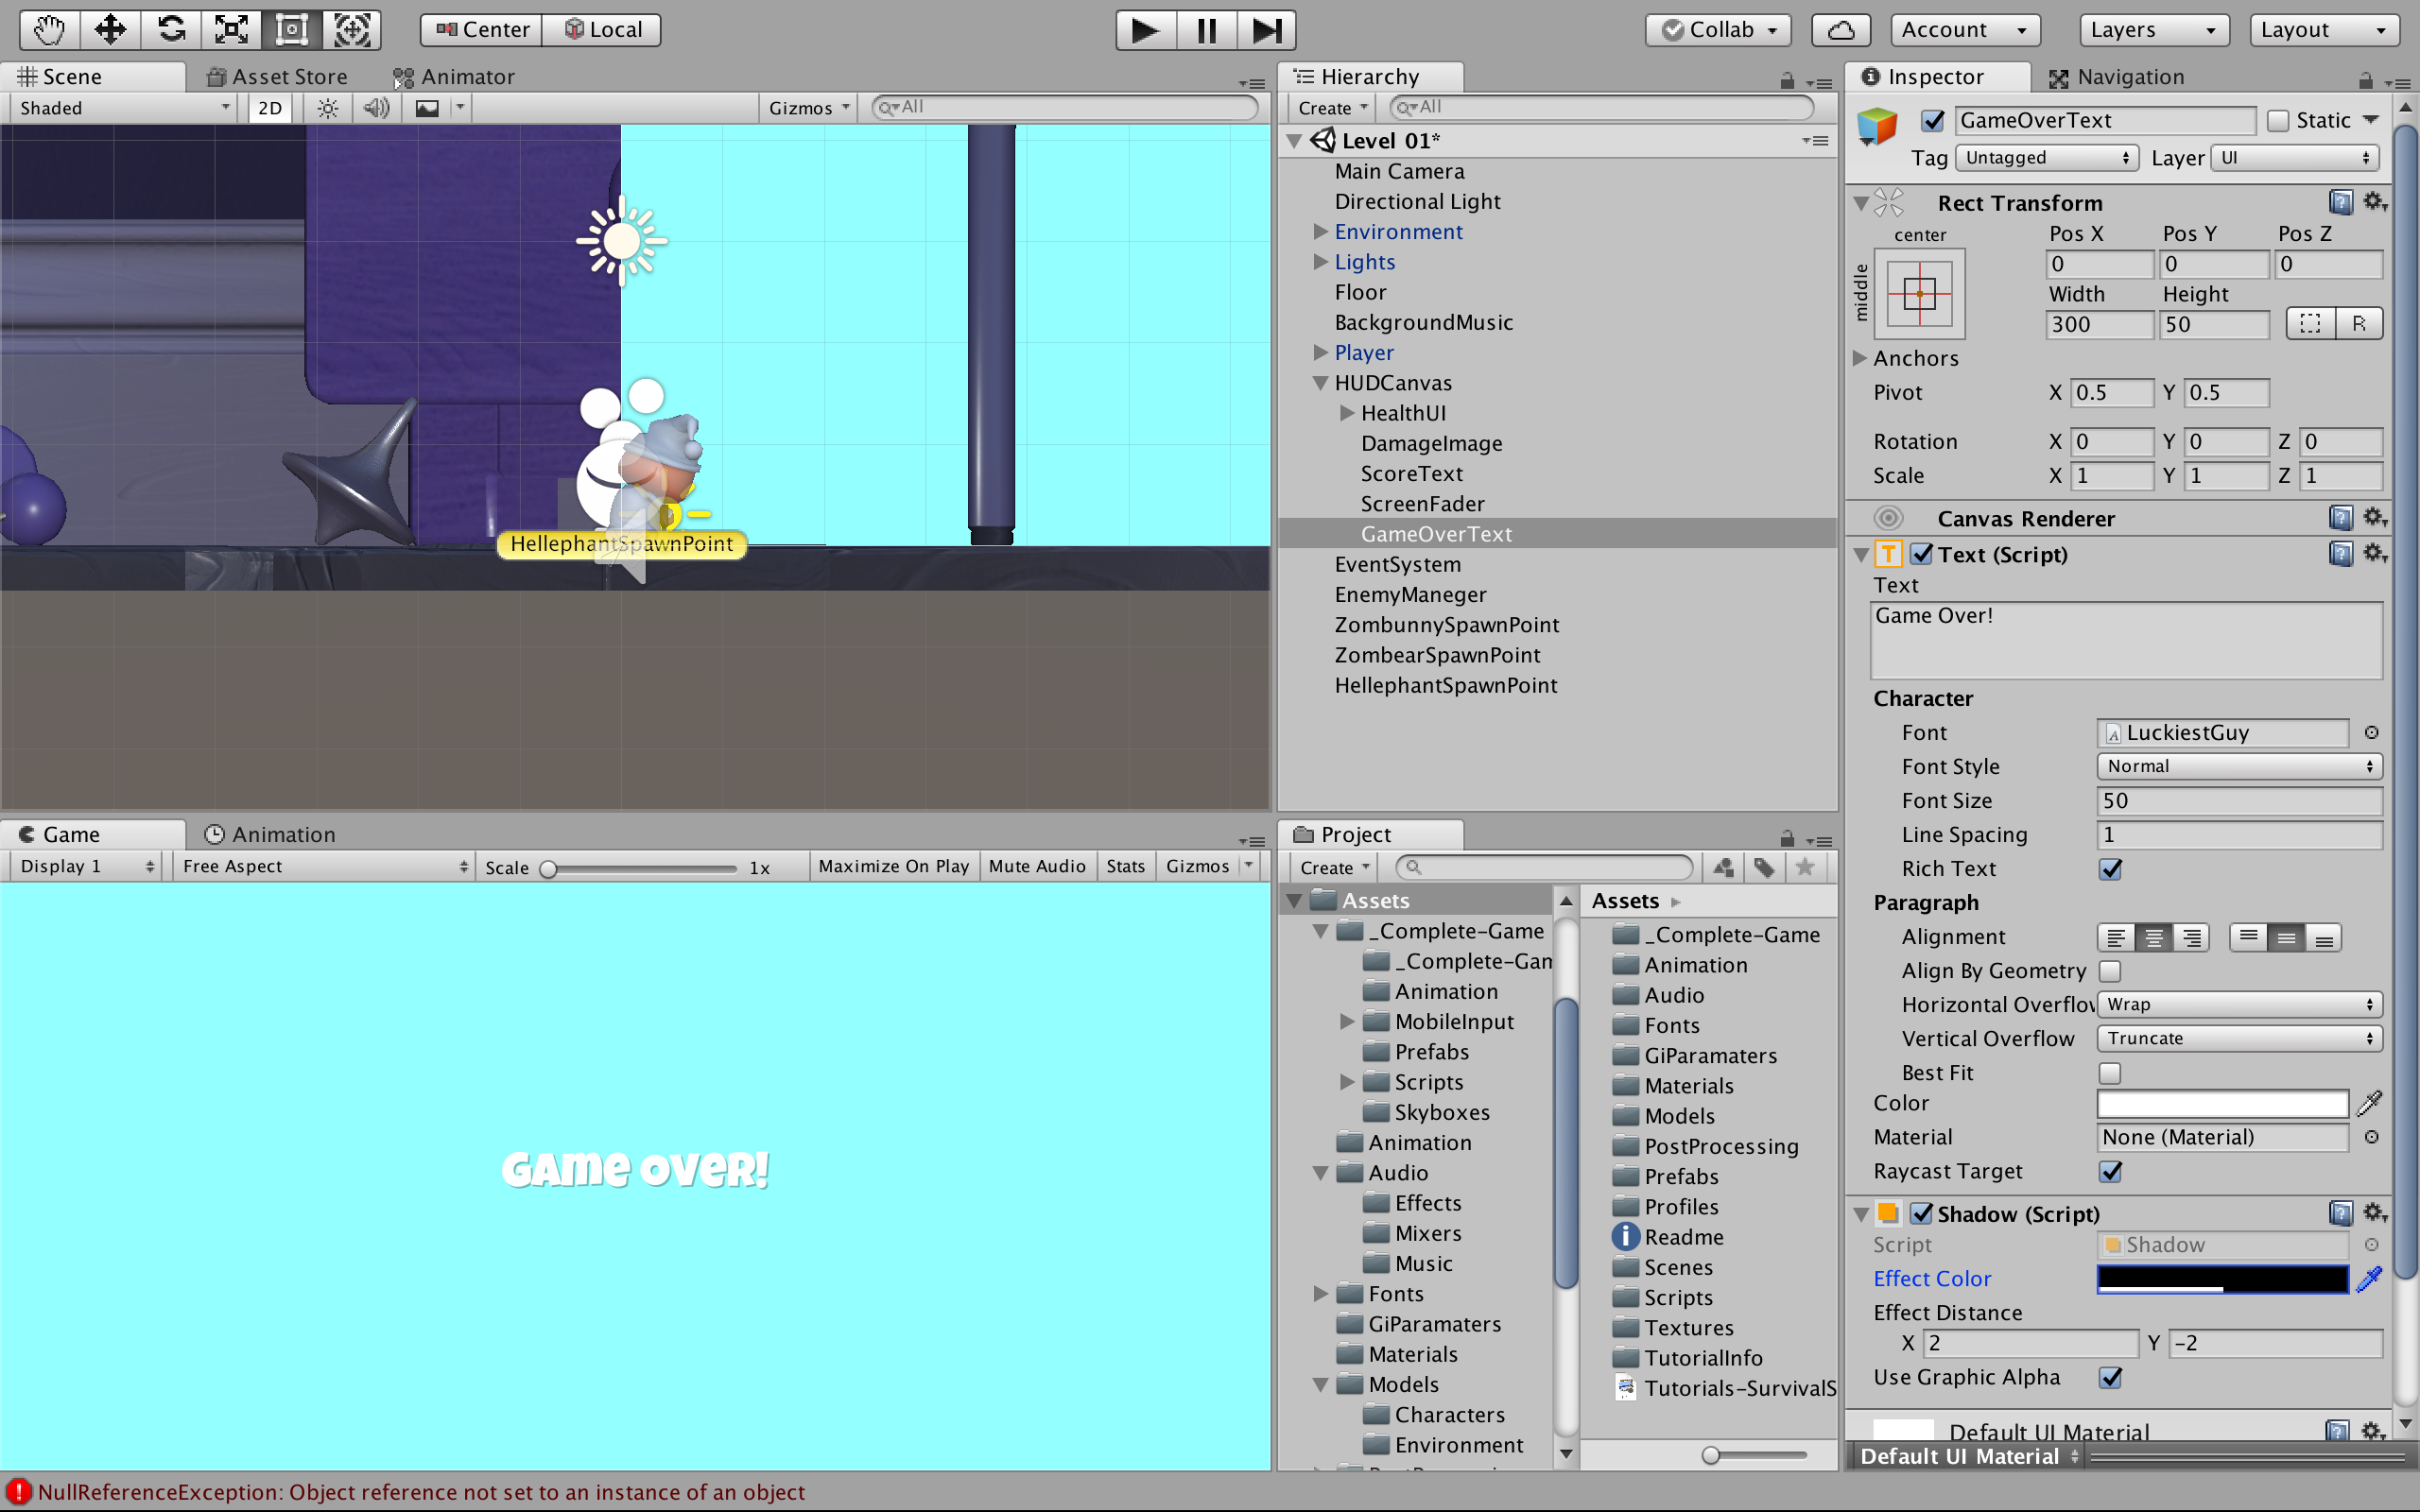 Center Local Collab Account Layers Layout
Scene Asset Store Animator
Shaded 2D Gizmos All
HellephantSpawnPoint
Hierarchy
Create All
Level 01*
Main Camera
Directional Light
Environment
Lights
Floor
BackgroundMusic
Player
HUDCanvas
HealthUI
DamageImage
ScoreText
ScreenFader
GameOverText
EventSystem
EnemyManeger
ZombunnySpawnPoint
ZombearSpawnPoint
HellephantSpawnPoint
Game Animation
Display 1 Free Aspect Scale 1x Maximize On Play Mute Audio Stats Gizmos
Game Over!
Project
Create
Assets
_Complete-Game
_Complete-Gam
Animation
MobileInput
Prefabs
Scripts
Skyboxes
Animation
Audio
Effects
Mixers
Music
Fonts
GiParamaters
Materials
Models
Characters
Environment
Assets
_Complete-Game
Animation
Audio
Fonts
GiParamaters
Materials
Models
PostProcessing
Prefabs
Profiles
Readme
Scenes
Scripts
Textures
TutorialInfo
Tutorials-SurvivalS
Inspector Navigation
GameOverText Static
Tag Untagged Layer UI
Rect Transform
center Pos X Pos Y Pos Z
middle 0 0 0
Width Height
300 50 R
Anchors
Pivot X 0.5 Y 0.5
Rotation X 0 Y 0 Z 0
Scale X 1 Y 1 Z 1
Canvas Renderer
T Text (Script)
Text
Game Over!
Character
Font LuckiestGuy
Font Style Normal
Font Size 50
Line Spacing 1
Rich Text
Paragraph
Alignment
Align By Geometry
Horizontal Overflow Wrap
Vertical Overflow Truncate
Best Fit
Color
Material None (Material)
Raycast Target
Shadow (Script)
Script Shadow
Effect Color
Effect Distance
X 2 Y -2
Use Graphic Alpha
Default UI Material
Default UI Material
NullReferenceException: Object reference not set to an instance of an object